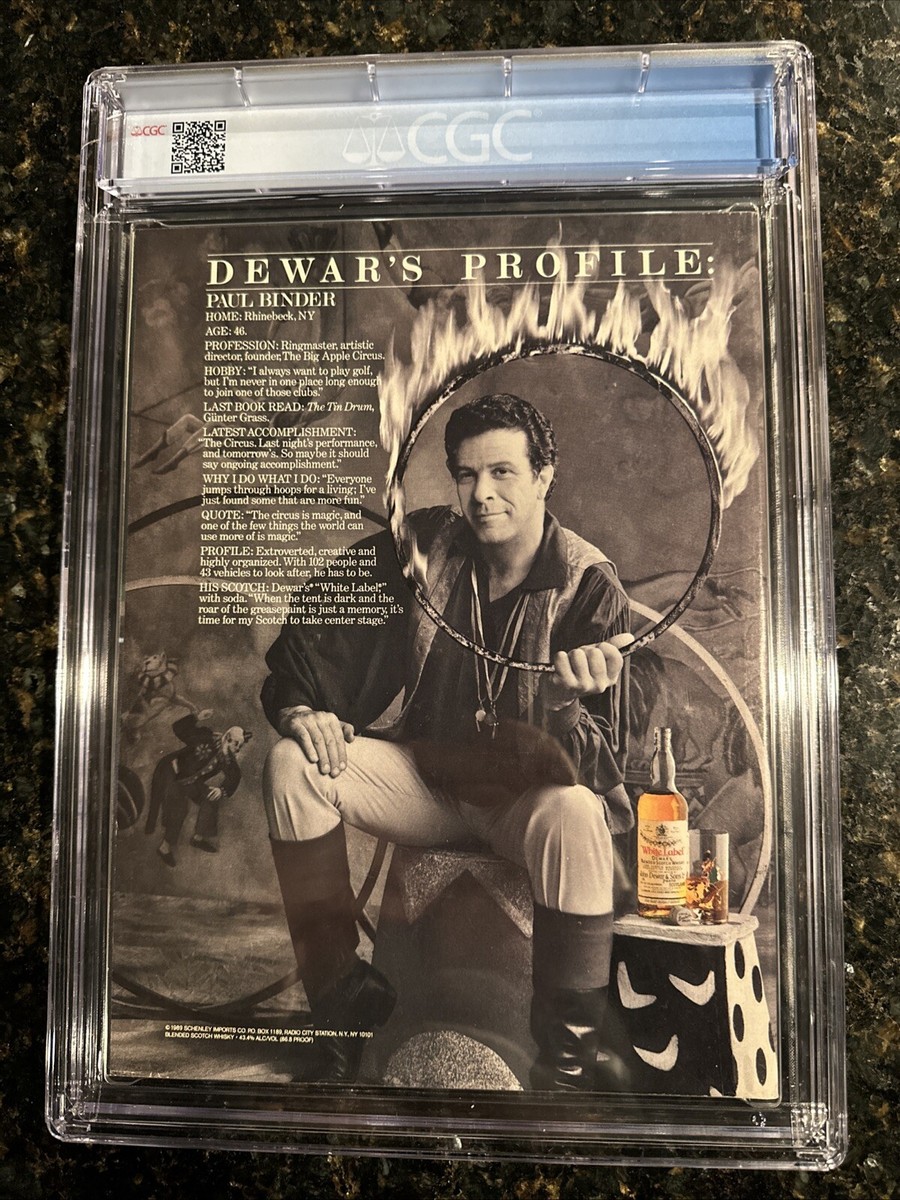 CGC
CGC
DEWAR'S PROFILE:
PAUL BINDER
HOME: Rhinebeck, NY
AGE: 46.
PROFESSION: Ringmaster, artistic
director, founder, The Big Apple Circus.
HOBBY: “I always want to play golf,
but I'm never in one place long enough
to join one of those clubs.”
LAST BOOK READ: The Tin Drum,
Günter Grass.
LATEST ACCOMPLISHMENT:
“The Circus. Last night's performance,
and tomorrow's. So maybe it should
say ongoing accomplishment.”
WHY I DO WHAT I DO: “Everyone
jumps through hoops for a living; I've
just found some that are more fun.”
QUOTE: “The circus is magic, and
one of the few things the world can
use more of is magic.”
PROFILE: Extroverted, creative and
highly organized. With 102 people and
43 vehicles to look after, he has to be.
HIS SCOTCH: Dewar's® “White Label®,”
with soda. “When the tent is dark and the
roar of the greasepaint is just a memory, it's
time for my Scotch to take center stage.”
White Label
DEWAR'S
© 1989 SCHENLEY IMPORTS CO. P.O. BOX 1189, RADIO CITY STATION, N.Y., NY 10101
BLENDED SCOTCH WHISKY • 43.4% ALC/VOL (86.8 PROOF)